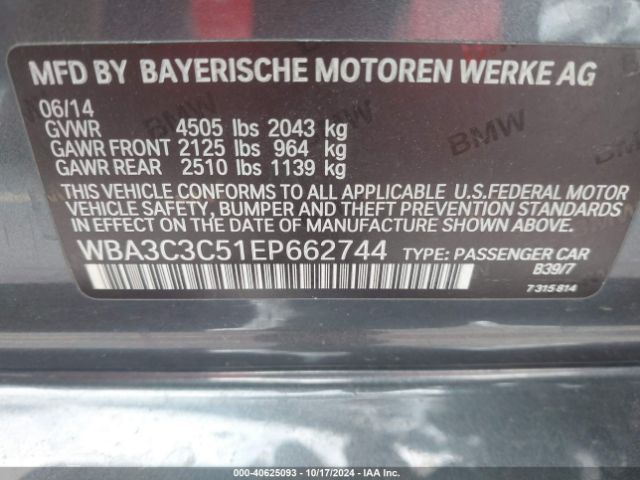 MFD BY BAYERISCHE MOTOREN WERKE AG
06/14
GVWR 4505 lbs 2043 kg
GAWR FRONT 2125 lbs 964 kg
GAWR REAR 2510 lbs 1139 kg
THIS VEHICLE CONFORMS TO ALL APPLICABLE U.S.FEDERAL MOTOR
VEHICLE SAFETY, BUMPER, AND THEFT PREVENTION STANDARDS
IN EFFECT ON THE DATE OF MANUFACTURE SHOWN ABOVE.
WBA3C3C51EP662744 TYPE: PASSENGER CAR
B39/7
7315814
BMW
000-40625093 - 10/17/2024 - IAA Inc.